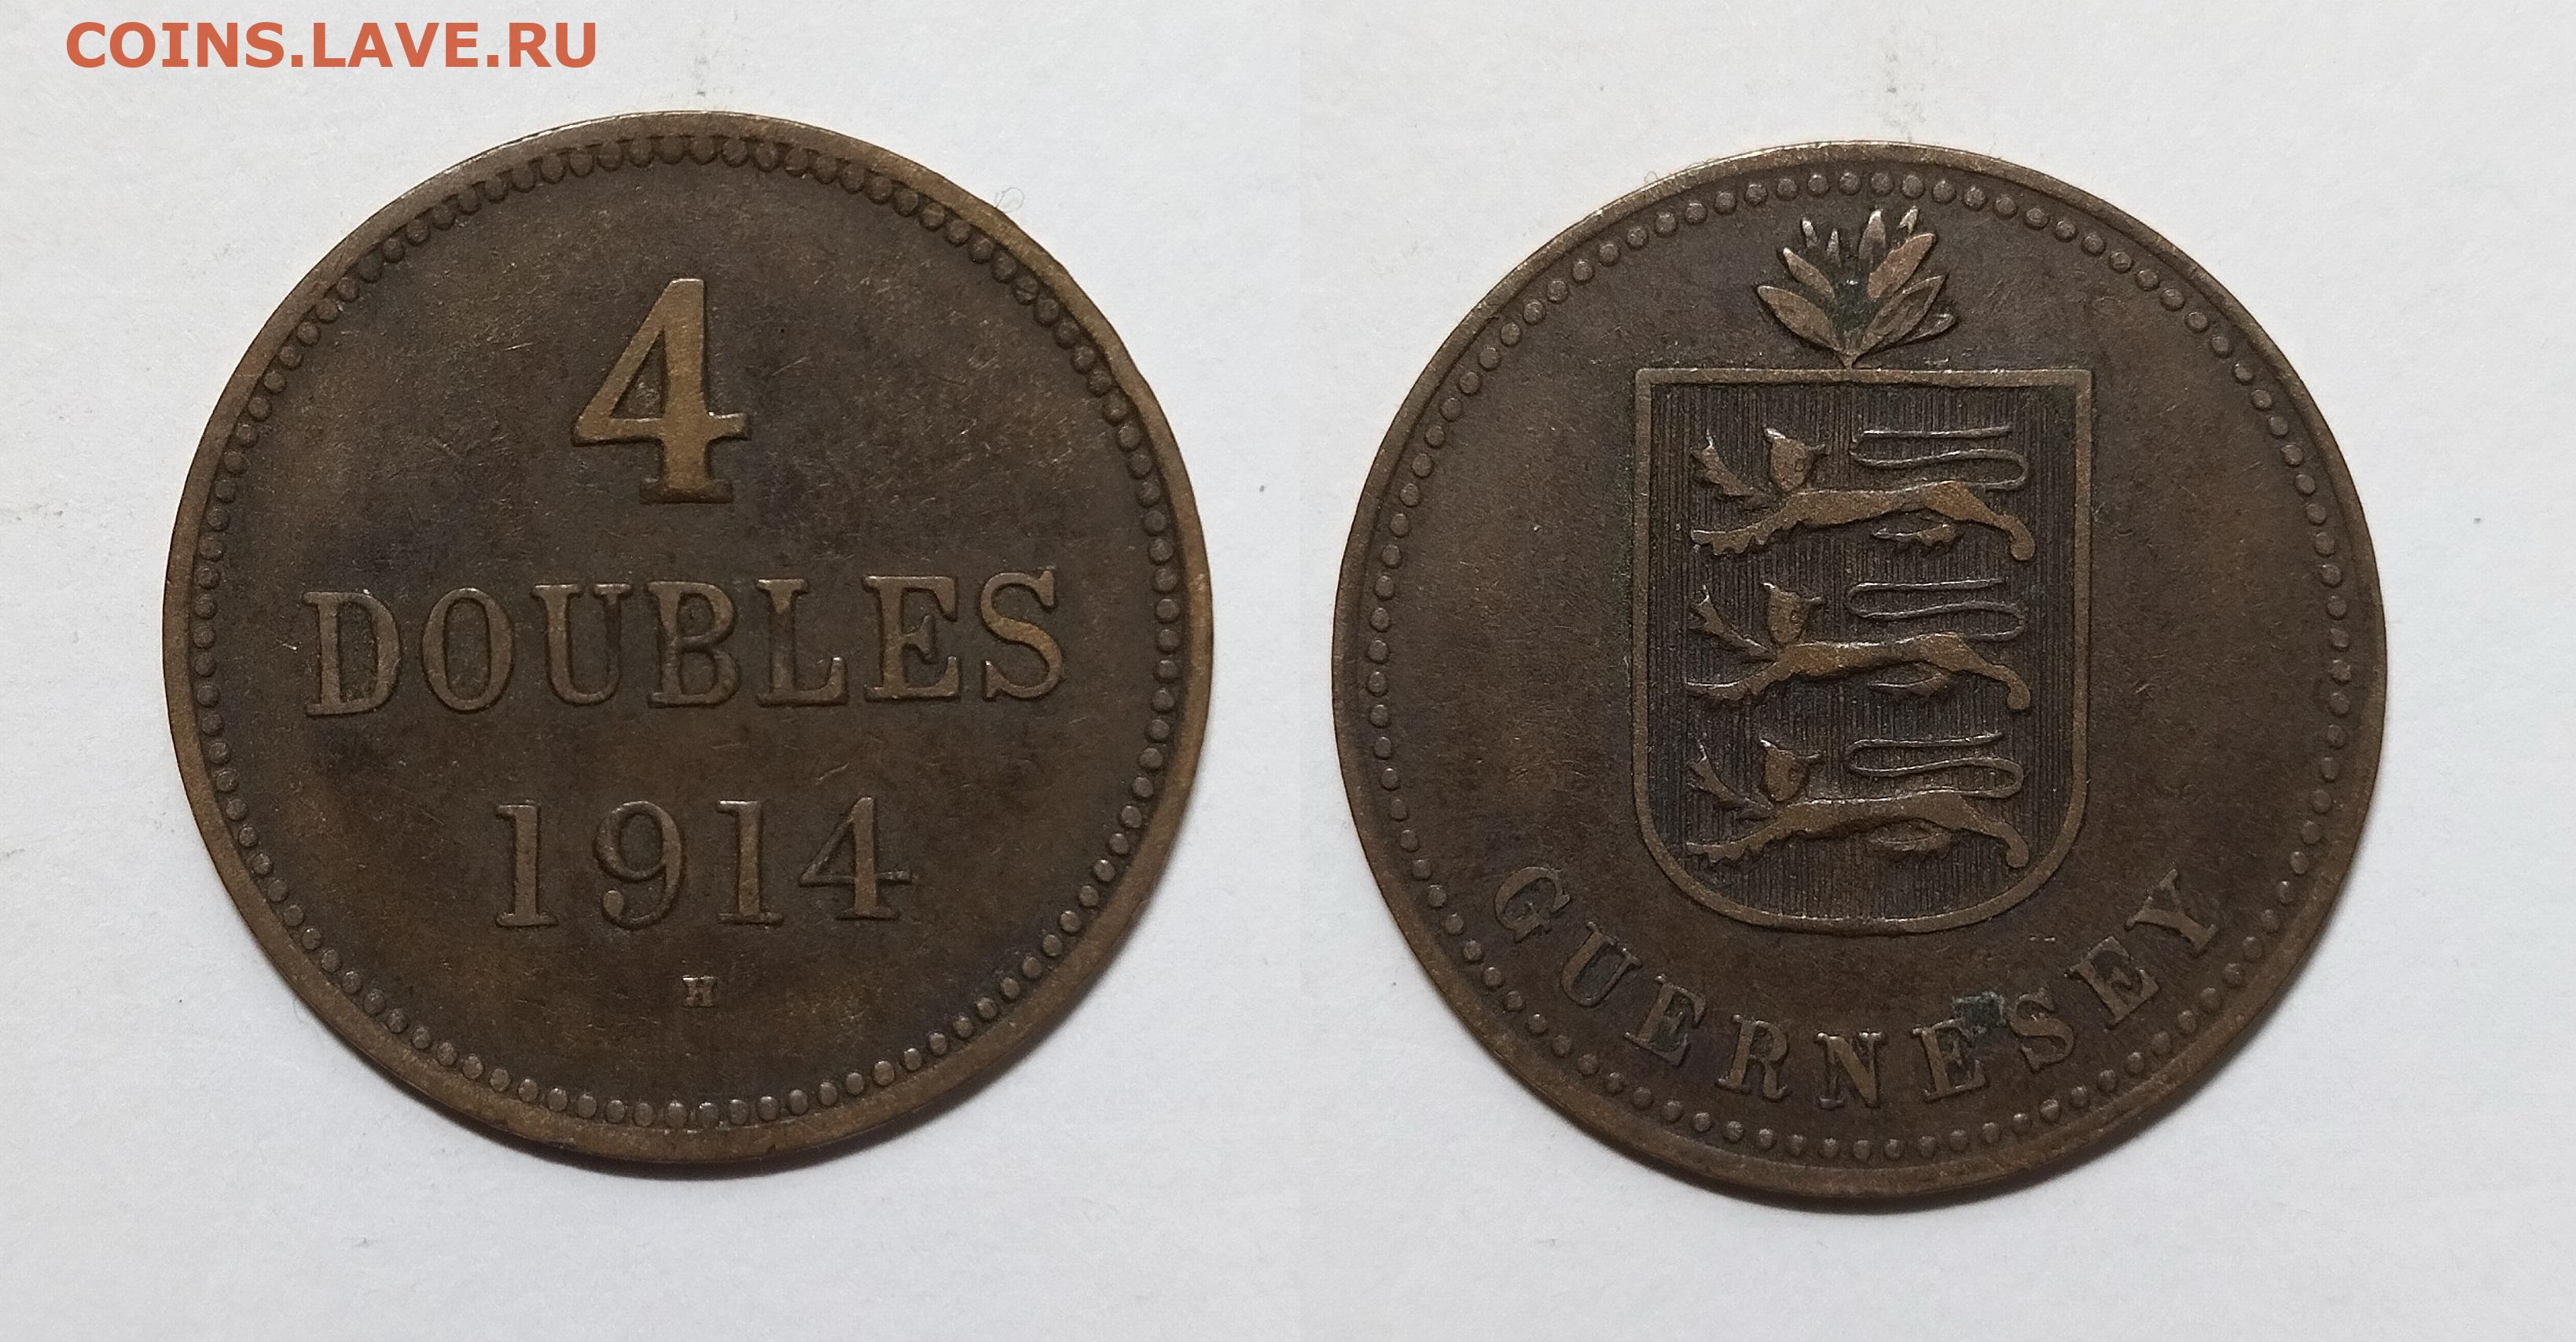 COINS.LAVE.RU
4
DOUBLES
1914
H
GUERNESEY